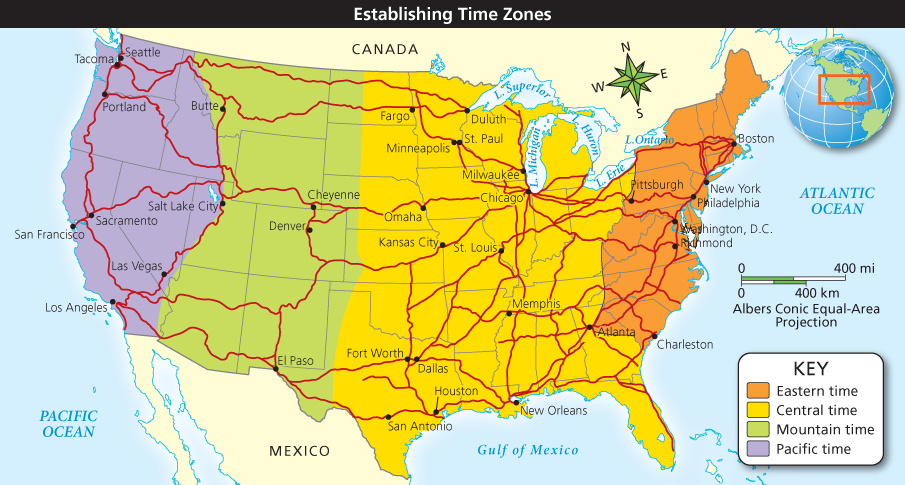 Establishing Time Zones
CANADA
N
W
E
S
Seattle
Tacoma
Portland
Butte
Fargo
Duluth
L. Superior
St. Paul
Minneapolis
L. Michigan
L. Huron
L. Ontario
L. Erie
Boston
Milwaukee
Chicago
Pittsburgh
New York
Philadelphia
ATLANTIC
OCEAN
Salt Lake City
Cheyenne
Omaha
Sacramento
San Francisco
Denver
Kansas City
St. Louis
Washington, D.C.
Richmond
Las Vegas
Los Angeles
Memphis
Atlanta
Charleston
0
400 mi
0
400 km
Albers Conic Equal-Area
Projection
El Paso
Fort Worth
Dallas
Houston
San Antonio
New Orleans
PACIFIC
OCEAN
MEXICO
Gulf of Mexico
KEY
Eastern time
Central time
Mountain time
Pacific time